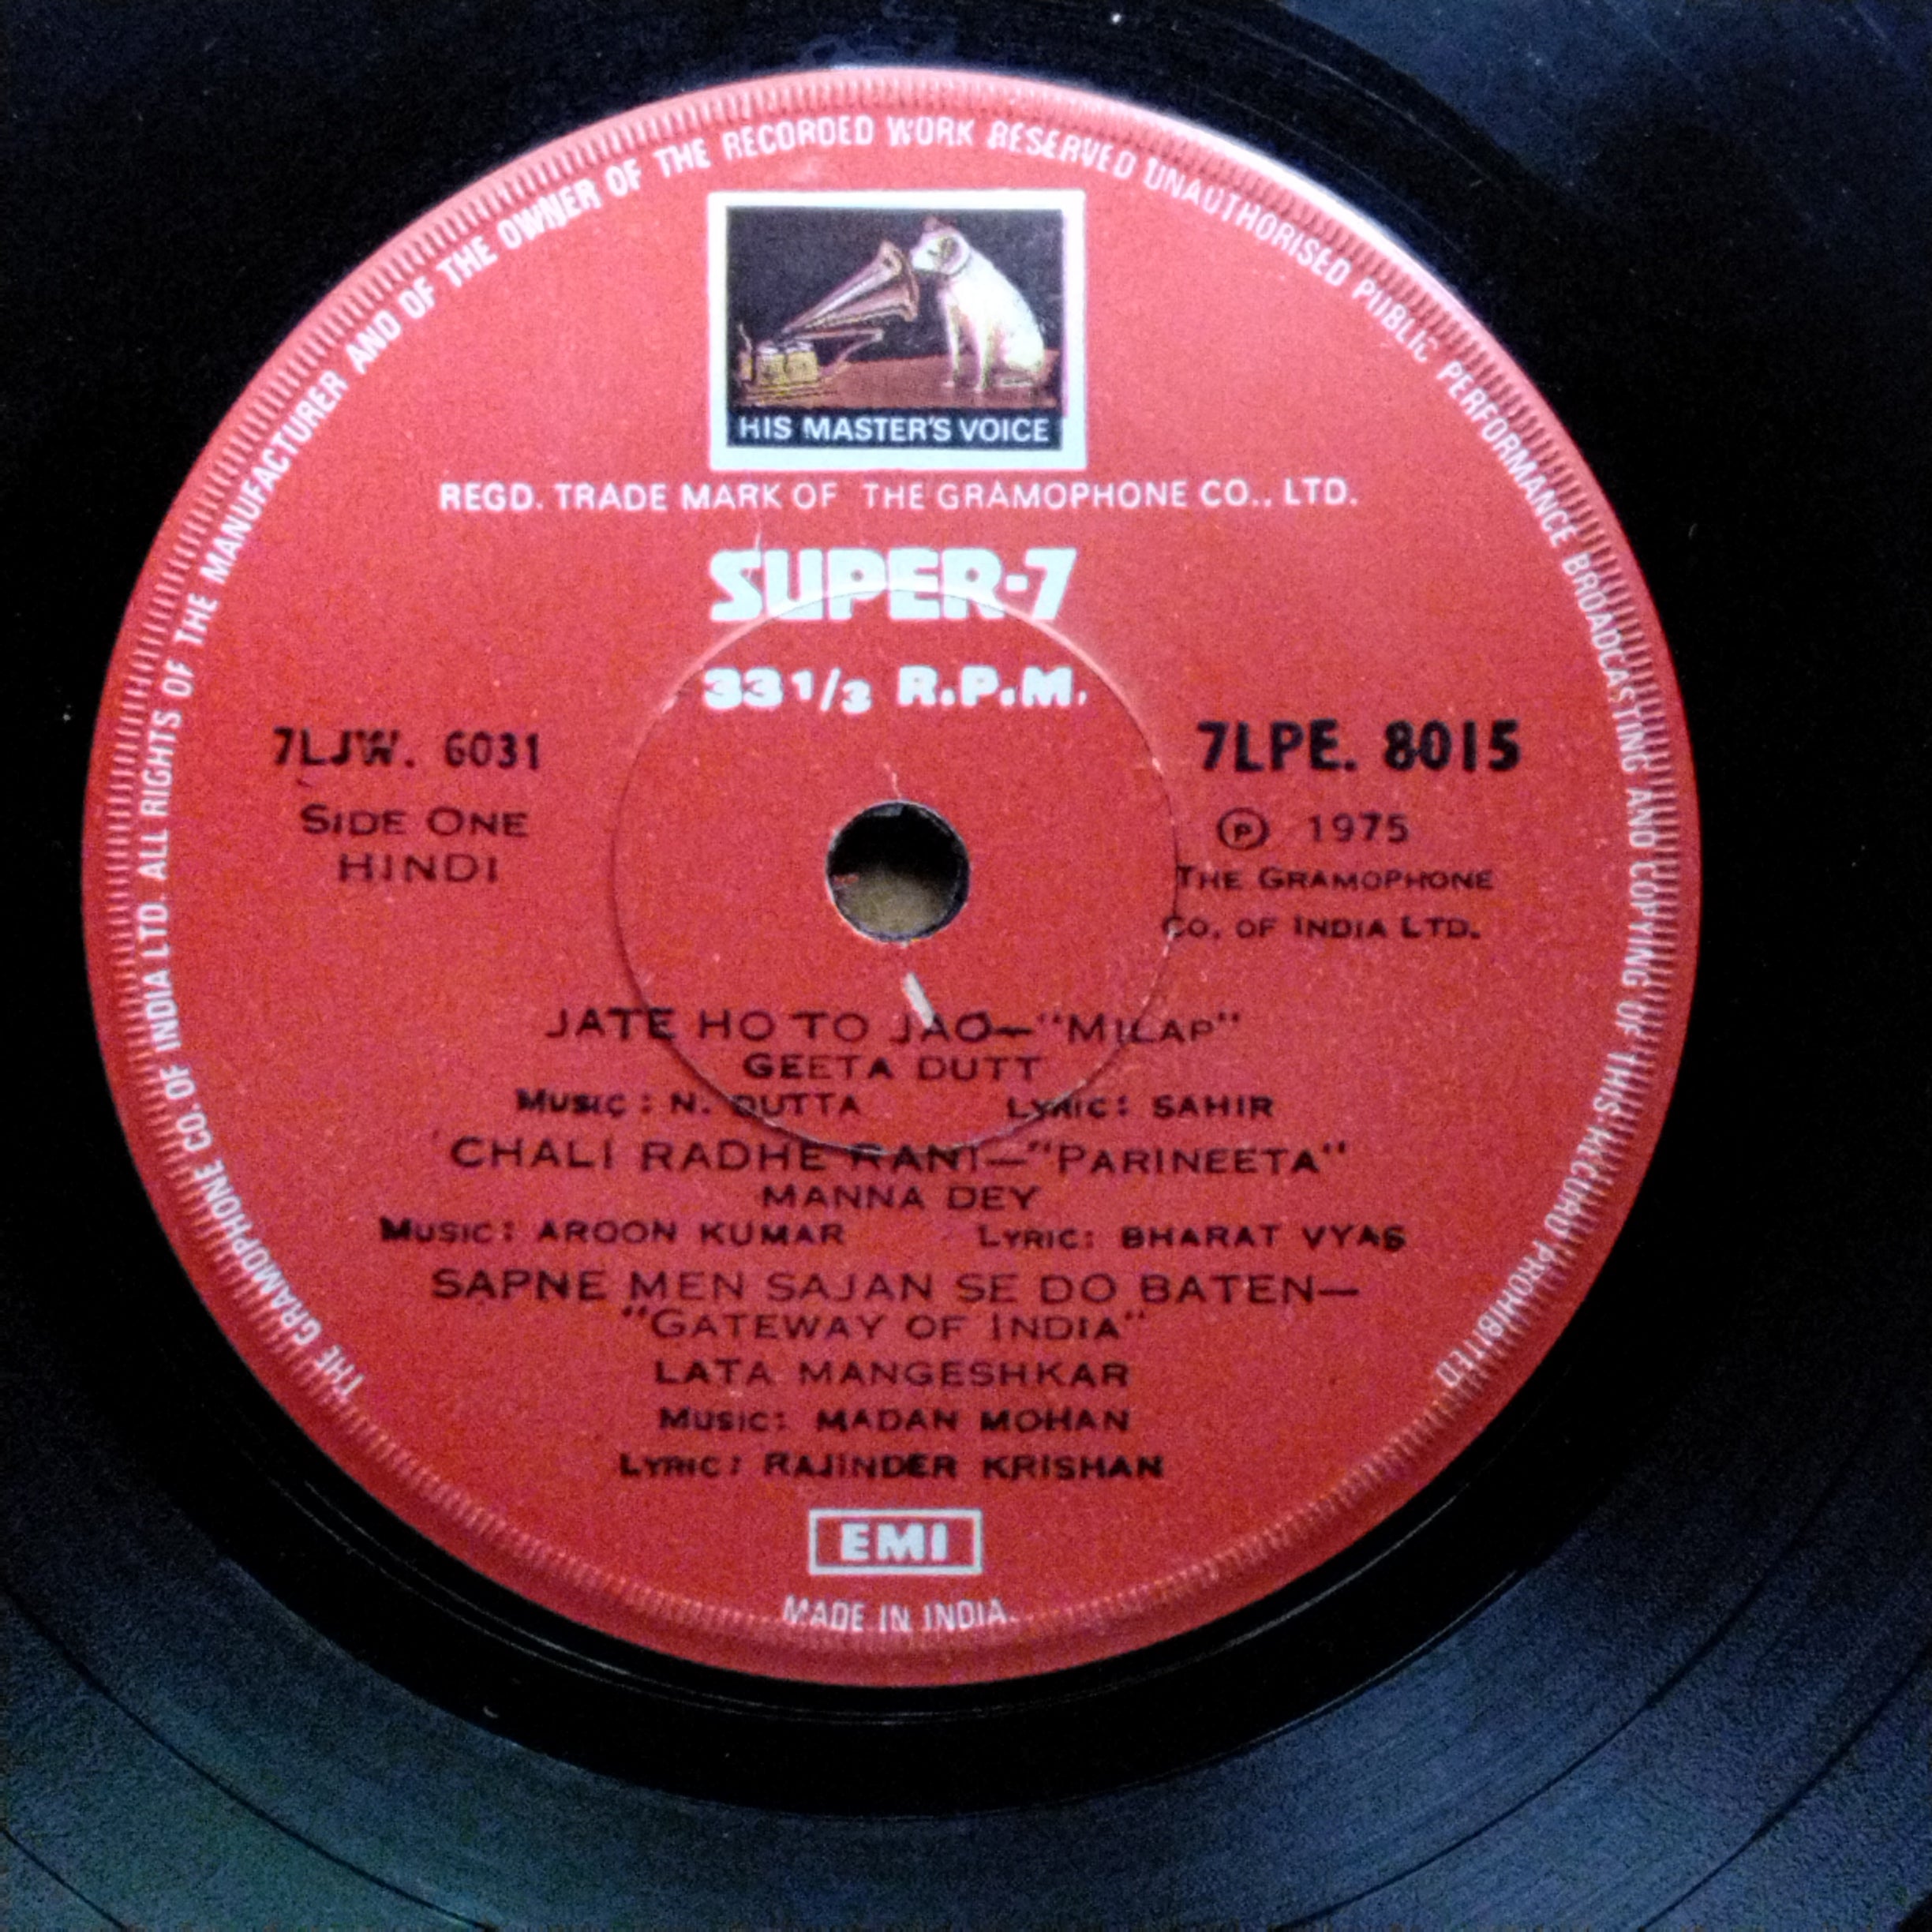 THE GRAMOPHONE CO. OF INDIA LTD. ALL RIGHTS OF THE MANUFACTURER AND OF THE OWNER OF THE RECORDED WORK RESERVED UNAUTHORISED PUBLIC PERFORMANCE BROADCASTING AND COPYING OF THIS RECORD PROHIBITED
HIS MASTER'S VOICE
REGD. TRADE MARK OF THE GRAMOPHONE CO., LTD.
SUPER-7
33 1/3 R.P.M.
7LJW. 6031
SIDE ONE
HINDI
7LPE. 8015
Ⓟ 1975
THE GRAMOPHONE
CO. OF INDIA LTD.
JATE HO TO JAO—"MILAP"
GEETA DUTT
MUSIC: N. DUTTA LYRIC: SAHIR
CHALI RADHE RANI—"PARINEETA"
MANNA DEY
MUSIC: AROON KUMAR LYRIC: BHARAT VYAS
SAPNE MEN SAJAN SE DO BATEN—
"GATEWAY OF INDIA"
LATA MANGESHKAR
MUSIC: MADAN MOHAN
LYRIC: RAJINDER KRISHAN
EMI
MADE IN INDIA.